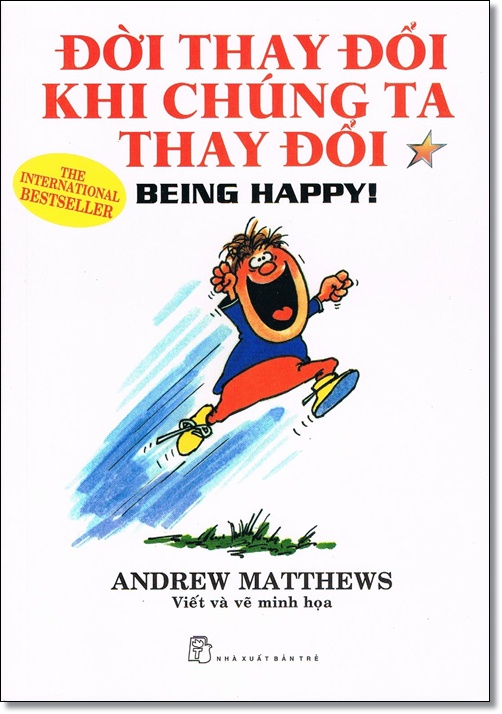 ĐỜI THAY ĐỔI
KHI CHÚNG TA
THAY ĐỔI
THE
INTERNATIONAL
BESTSELLER
BEING HAPPY!
ANDREW MATTHEWS
Viết và vẽ minh họa
NHÀ XUẤT BẢN TRẺ